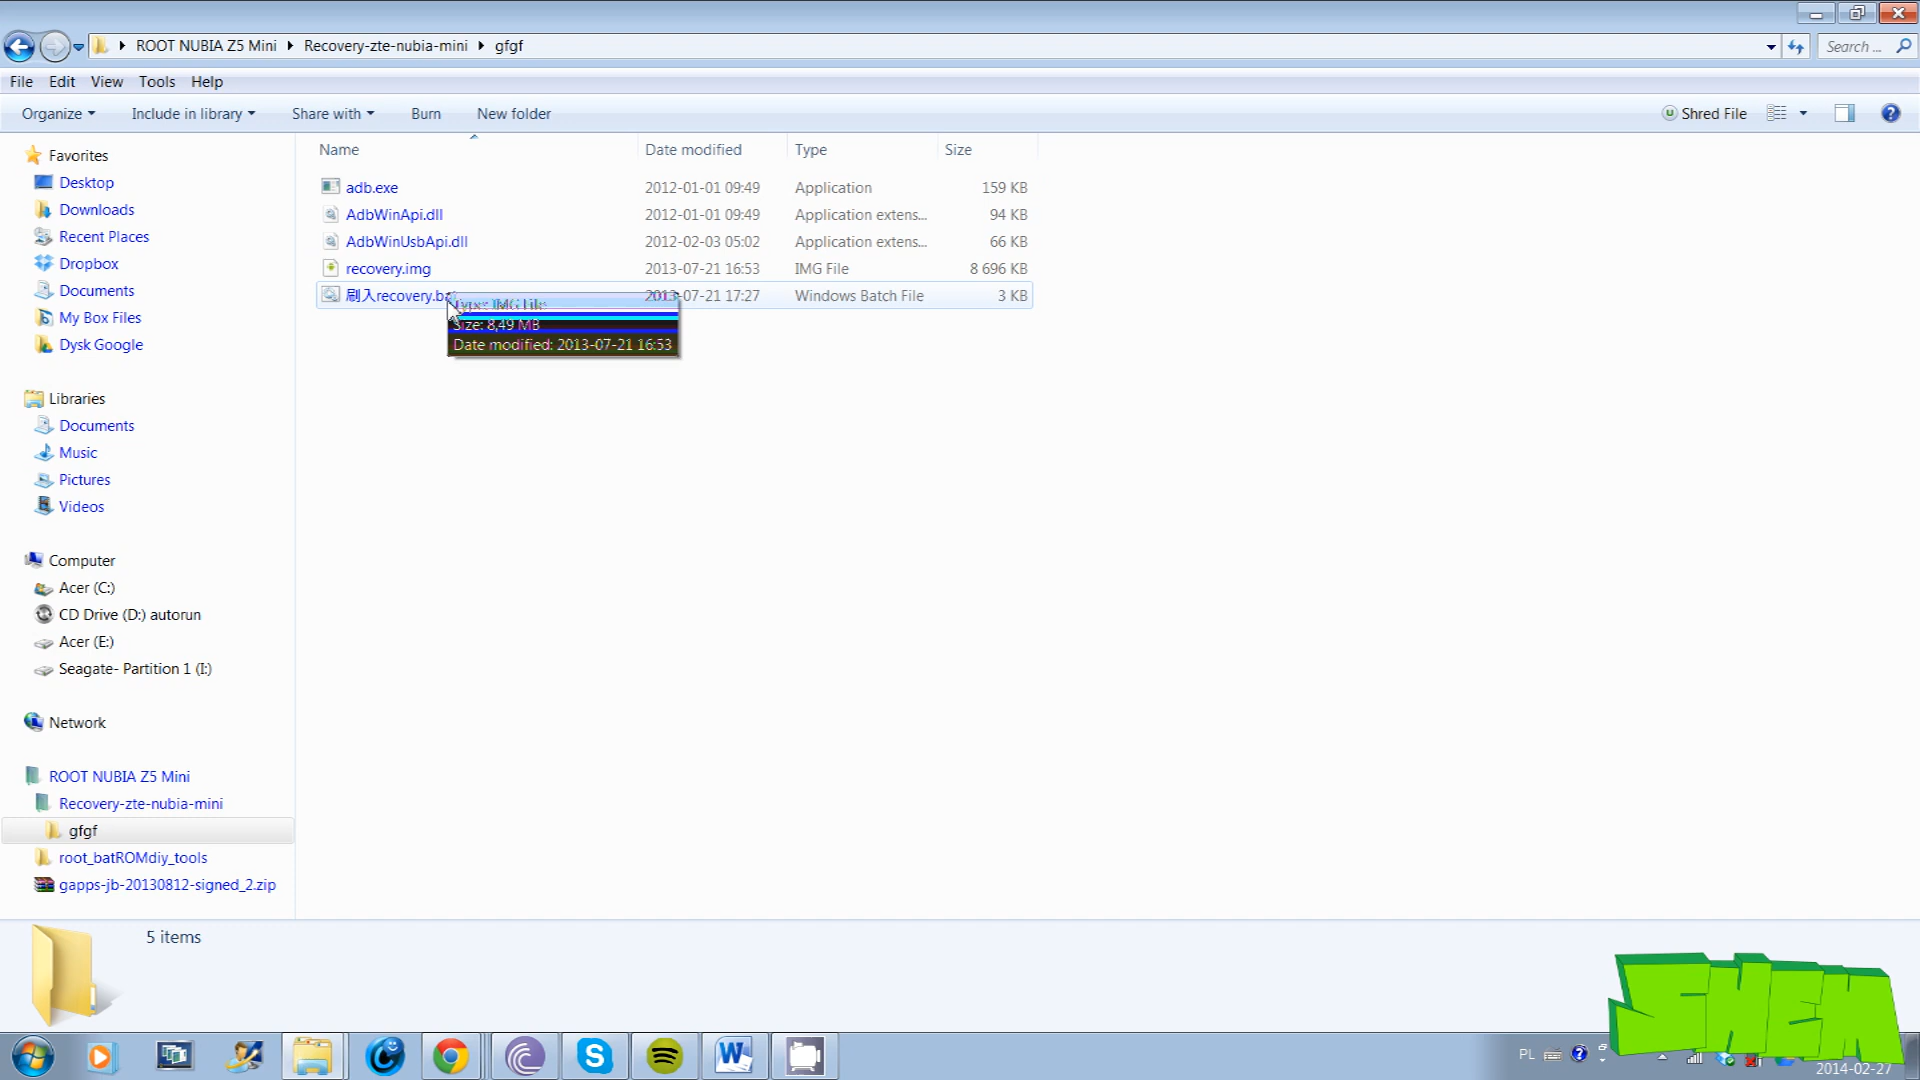 ROOT NUBIA Z5 Mini Recovery-zte-nubia-mini gfgf
Search ...
File Edit View Tools Help
Organize Include in library Share with Burn New folder
Shred File
Name Date modified Type Size
adb.exe 2012-01-01 09:49 Application 159 KB
AdbWinApi.dll 2012-01-01 09:49 Application extens... 94 KB
AdbWinUsbApi.dll 2012-02-03 05:02 Application extens... 66 KB
recovery.img 2013-07-21 16:53 IMG File 8 696 KB
刷入recovery.bat 2013-07-21 17:27 Windows Batch File 3 KB
Type: IMG File
Size: 8,49 MB
Date modified: 2013-07-21 16:53
Favorites
Desktop
Downloads
Recent Places
Dropbox
Documents
My Box Files
Dysk Google
Libraries
Documents
Music
Pictures
Videos
Computer
Acer (C:)
CD Drive (D:) autorun
Acer (E:)
Seagate- Partition 1 (I:)
Network
ROOT NUBIA Z5 Mini
Recovery-zte-nubia-mini
gfgf
root_batROMdiy_tools
gapps-jb-20130812-signed_2.zip
5 items
PL
2014-02-27